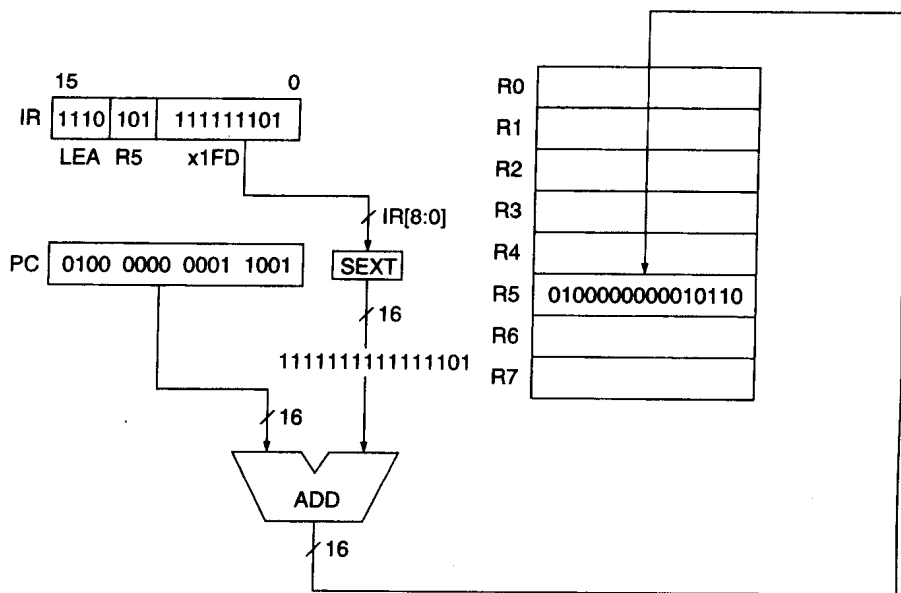 15 0
IR 1110 101 111111101
LEA R5 x1FD
IR[8:0]
PC 0100 0000 0001 1001
SEXT
16
1111111111111101
16
ADD
16
R0
R1
R2
R3
R4
R5 0100000000010110
R6
R7